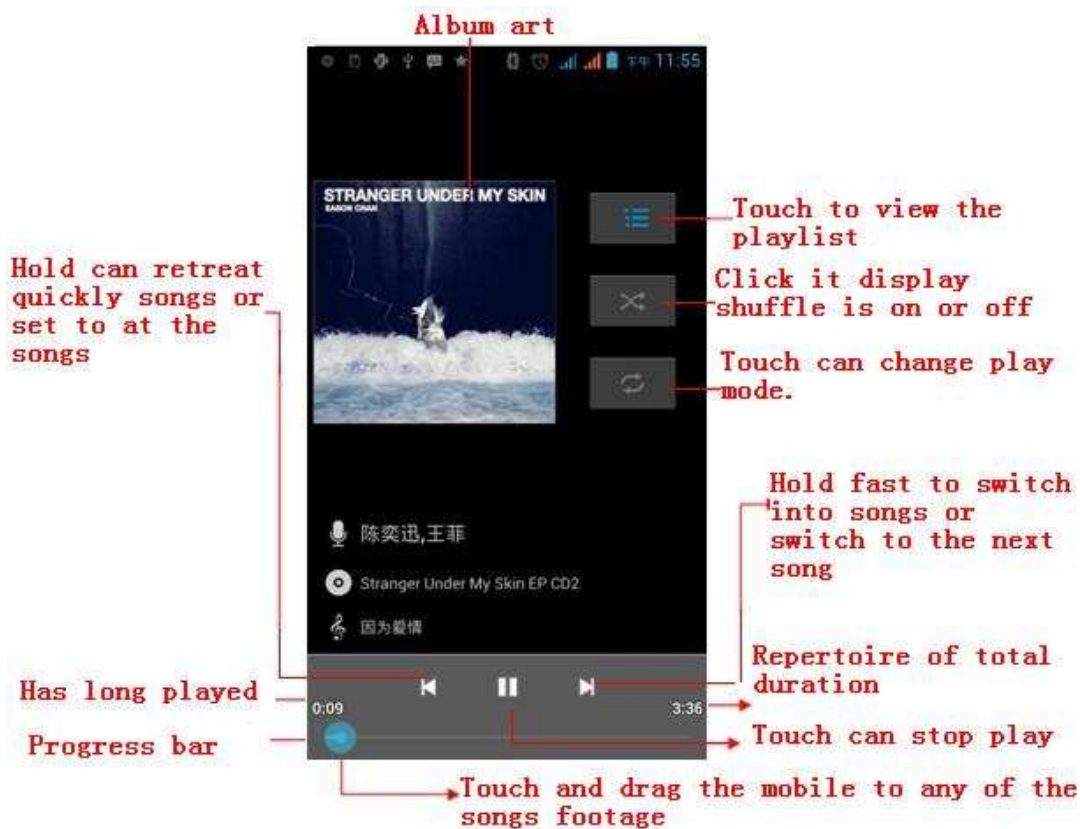 Album art
下午 11:55
STRANGER UNDER MY SKIN
EASON CHAN
Touch to view the
playlist
Hold can retreat
quickly songs or
set to at the
songs
Click it display
shuffle is on or off
Touch can change play
mode.
Hold fast to switch
into songs or
switch to the next
song
陈奕迅,王菲
Stranger Under My Skin EP CD2
因为爱情
Repertoire of total
duration
Has long played
0:09
3:36
Progress bar
Touch can stop play
Touch and drag the mobile to any of the
songs footage